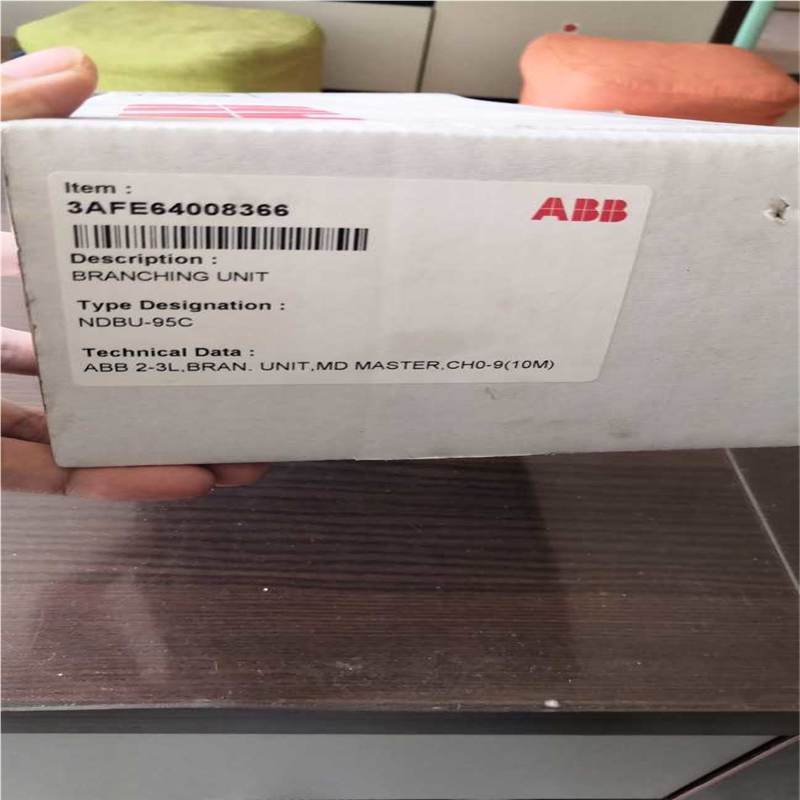 Item :
3AFE64008366
ABB
Description :
BRANCHING UNIT
Type Designation :
NDBU-95C
Technical Data :
ABB 2-3L,BRAN. UNIT,MD MASTER,CH0-9(10M)